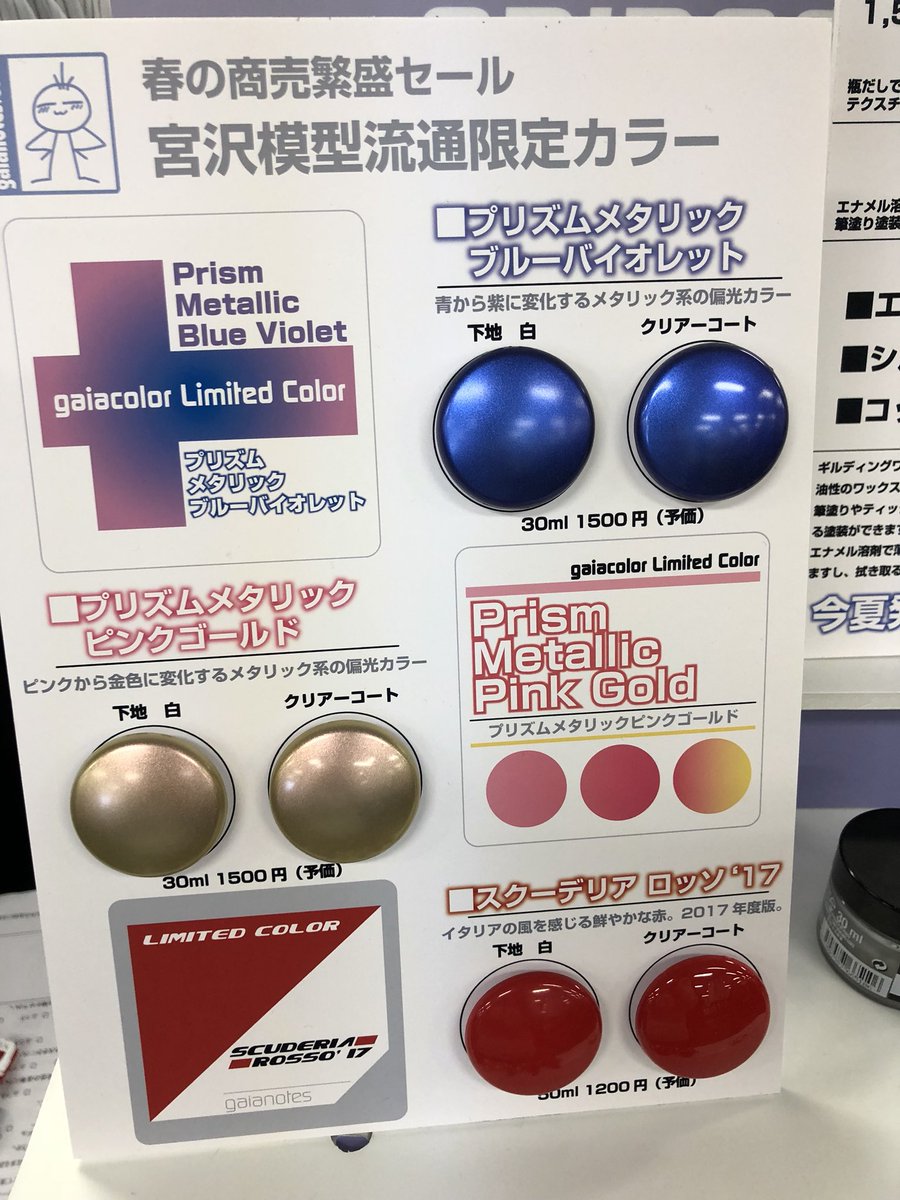 春の商売繁盛セール
宮沢模型流通限定カラー
■プリズムメタリック
ブルーバイオレット
青から紫に変化するメタリック系の偏光カラー
下地 白
クリアーコート
30ml 1500円（予価）
Prism
Metallic
Blue Violet
gaiacolor Limited Color
プリズム
メタリック
ブルーバイオレット
■プリズムメタリック
ピンクゴールド
ピンクから金色に変化するメタリック系の偏光カラー
下地 白
クリアーコート
30ml 1500円（予価）
gaiacolor Limited Color
Prism
Metallic
Pink Gold
プリズムメタリックピンクゴールド
■スクーデリア ロッソ‘17
イタリアの風を感じる鮮やかな赤。2017年度版。
下地 白
クリアーコート
30ml 1200円（予価）
LIMITED COLOR
SCUDERIA
ROSSO’17
gaianotes
瓶だしで
テクスチ
エナメル溶
筆塗り塗装
■エ
■シ
■コッ
ギルディングワ
油性のワックス
筆塗りやティッ
る塗装ができます
エナメル溶剤で薄
ますし、拭き取る
今夏発
30 ml